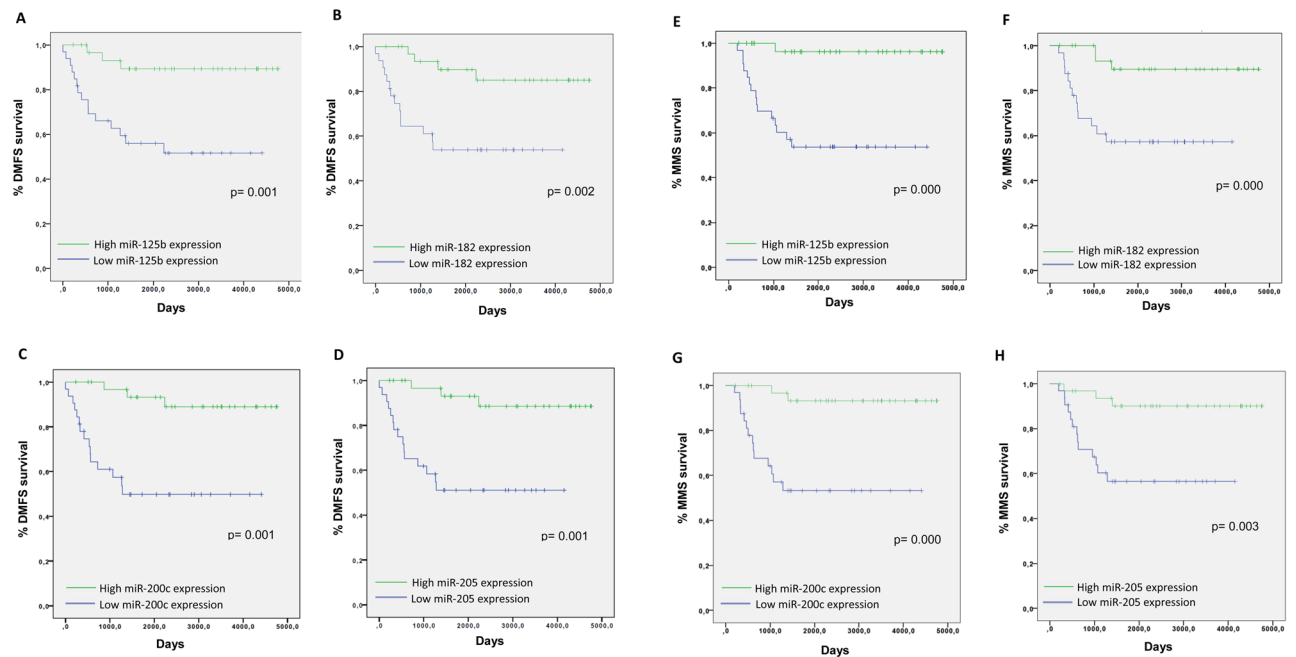 A
% DMFS survival
1,0
0,8
0,6
0,4
0,2
0,0
p= 0.001
High miR-125b expression
Low miR-125b expression
,0 1000,0 2000,0 3000,0 4000,0 5000,0
Days
B
% DMFS survival
1,0
0,8
0,6
0,4
0,2
0,0
p= 0.002
High miR-182 expression
Low miR-182 expression
,0 1000,0 2000,0 3000,0 4000,0 5000,0
Days
E
% MMS survival
1,0
0,8
0,6
0,4
0,2
0,0
p= 0.000
High miR-125b expression
Low miR-125b expression
,0 1000,0 2000,0 3000,0 4000,0 5000,0
Days
F
% MMS survival
1,0
0,8
0,6
0,4
0,2
0,0
p= 0.000
High miR-182 expression
Low miR-182 expression
,0 1000,0 2000,0 3000,0 4000,0 5000,0
Days
C
% DMFS survival
1,0
0,8
0,6
0,4
0,2
0,0
p= 0.001
High miR-200c expression
Low miR-200c expression
,0 1000,0 2000,0 3000,0 4000,0 5000,0
Days
D
% DMFS survival
1,0
0,8
0,6
0,4
0,2
0,0
p= 0.001
High miR-205 expression
Low miR-205 expression
,0 1000,0 2000,0 3000,0 4000,0 5000,0
Days
G
% MMS survival
1,0
0,8
0,6
0,4
0,2
0,0
p= 0.000
High miR-200c expression
Low miR-200c expression
,0 1000,0 2000,0 3000,0 4000,0 5000,0
Days
H
% MMS survival
1,0
0,8
0,6
0,4
0,2
0,0
p= 0.003
High miR-205 expression
Low miR-205 expression
,0 1000,0 2000,0 3000,0 4000,0 5000,0
Days